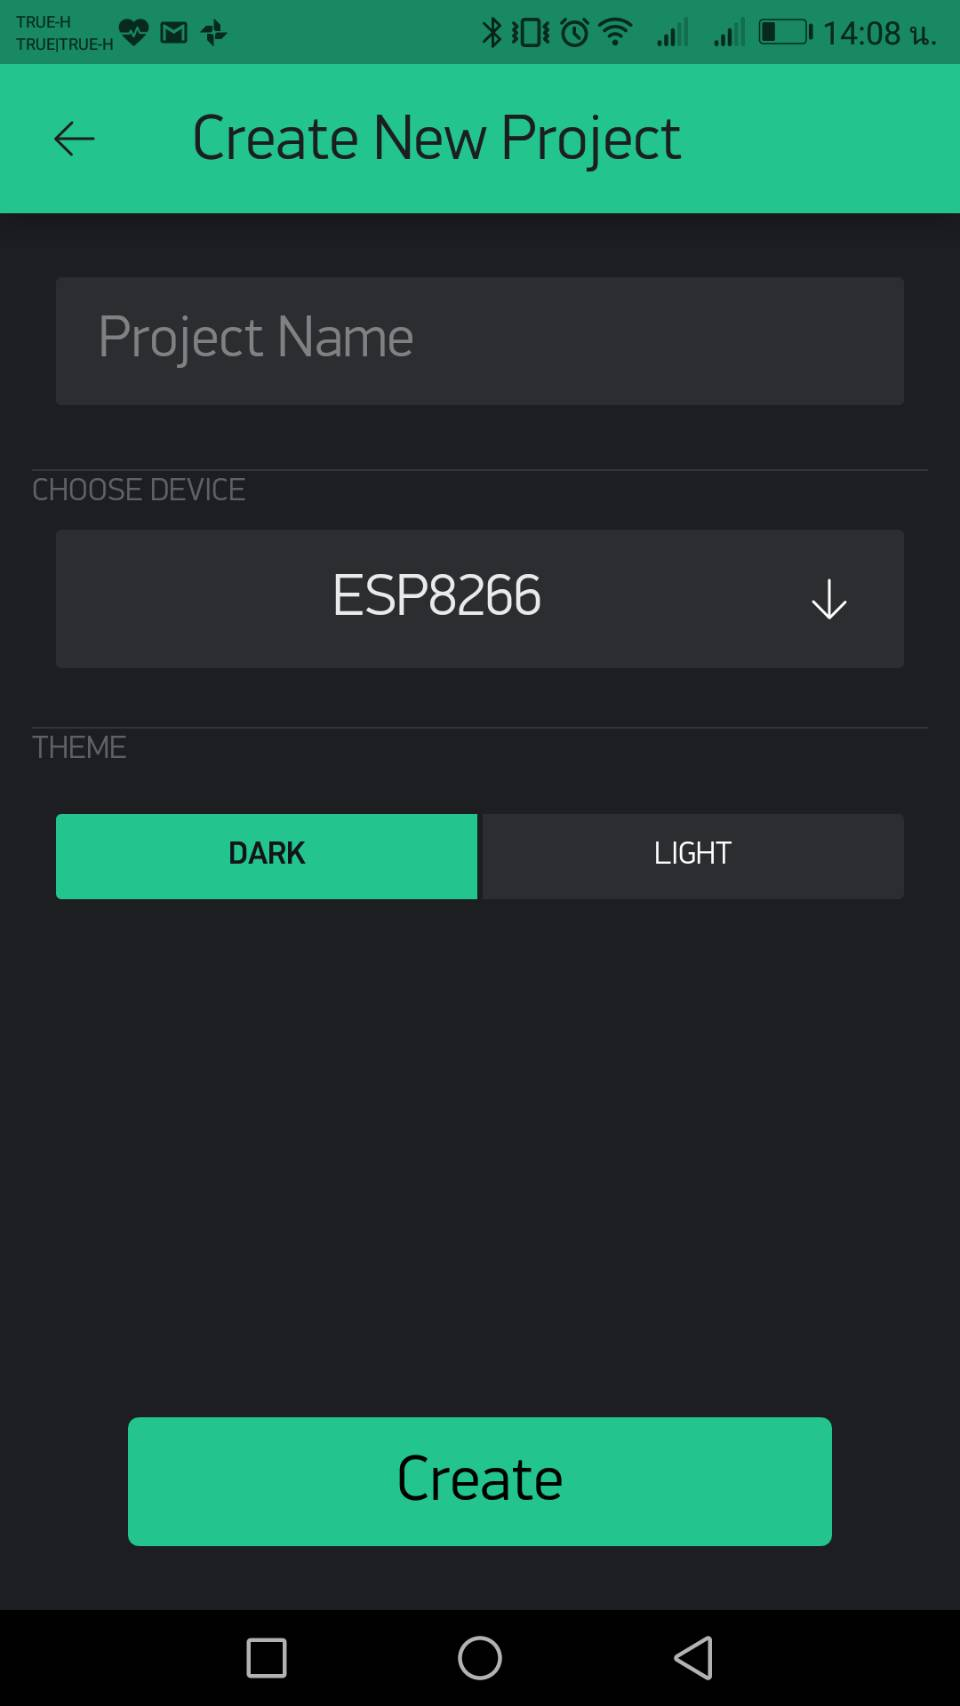 TRUE-H
TRUE|TRUE-H
14:08 น.
Create New Project
Project Name
CHOOSE DEVICE
ESP8266
THEME
DARK
LIGHT
Create